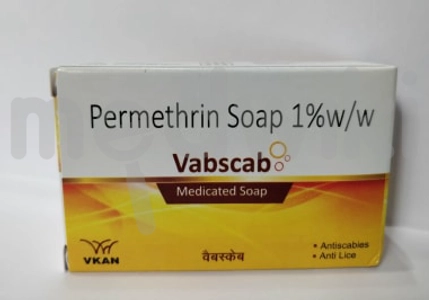 Permethrin Soap 1%w/w
Vabscab
Medicated Soap
VKAN
वैबस्केब
• Antiscabies
• Anti Lice